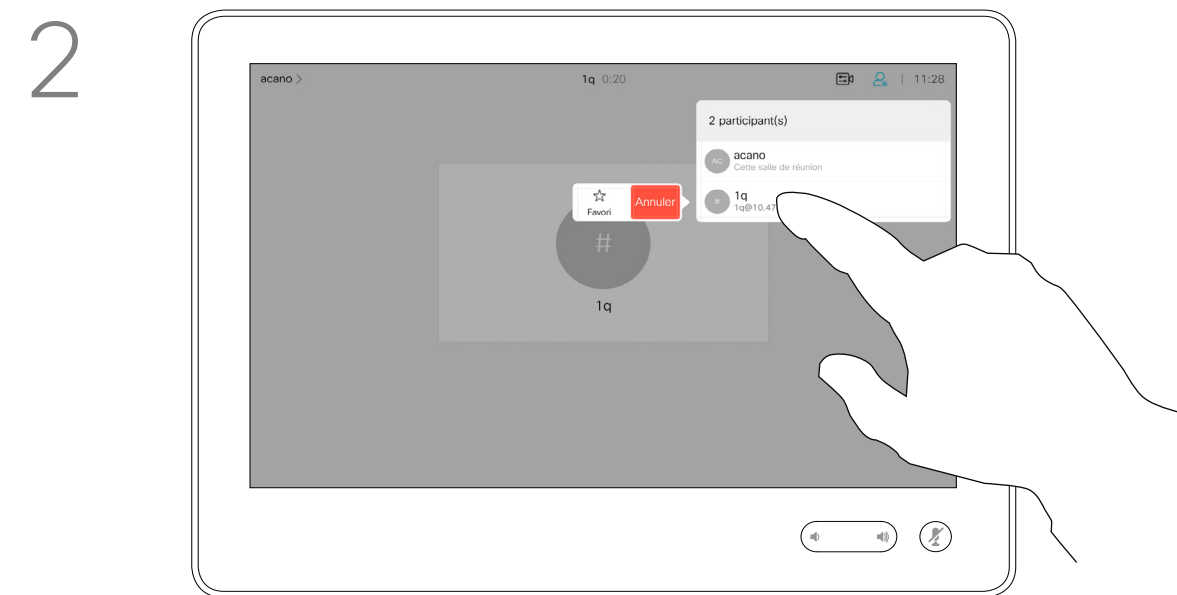 2
acano >
1q 0:20
11:28
2 participant(s)
AC
acano
Cette salle de réunion
#
1q
1q@10.47
Favori
Annuler
#
1q